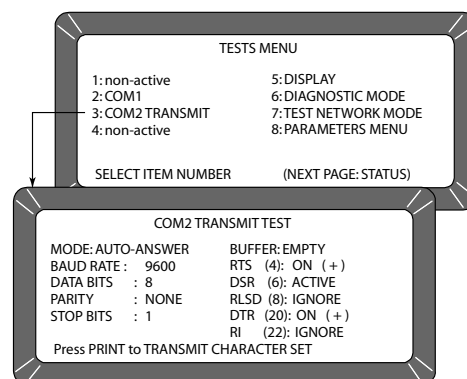 TESTS MENU
1: non-active 5: DISPLAY
2: COM1 6: DIAGNOSTIC MODE
3: COM2 TRANSMIT 7: TEST NETWORK MODE
4: non-active 8: PARAMETERS MENU
SELECT ITEM NUMBER (NEXT PAGE: STATUS)
COM2 TRANSMIT TEST
MODE: AUTO-ANSWER BUFFER: EMPTY
BAUD RATE : 9600 RTS (4): ON (+)
DATA BITS : 8 DSR (6): ACTIVE
PARITY : NONE RLSD (8): IGNORE
STOP BITS : 1 DTR (20): ON (+)
RI (22): IGNORE
Press PRINT to TRANSMIT CHARACTER SET